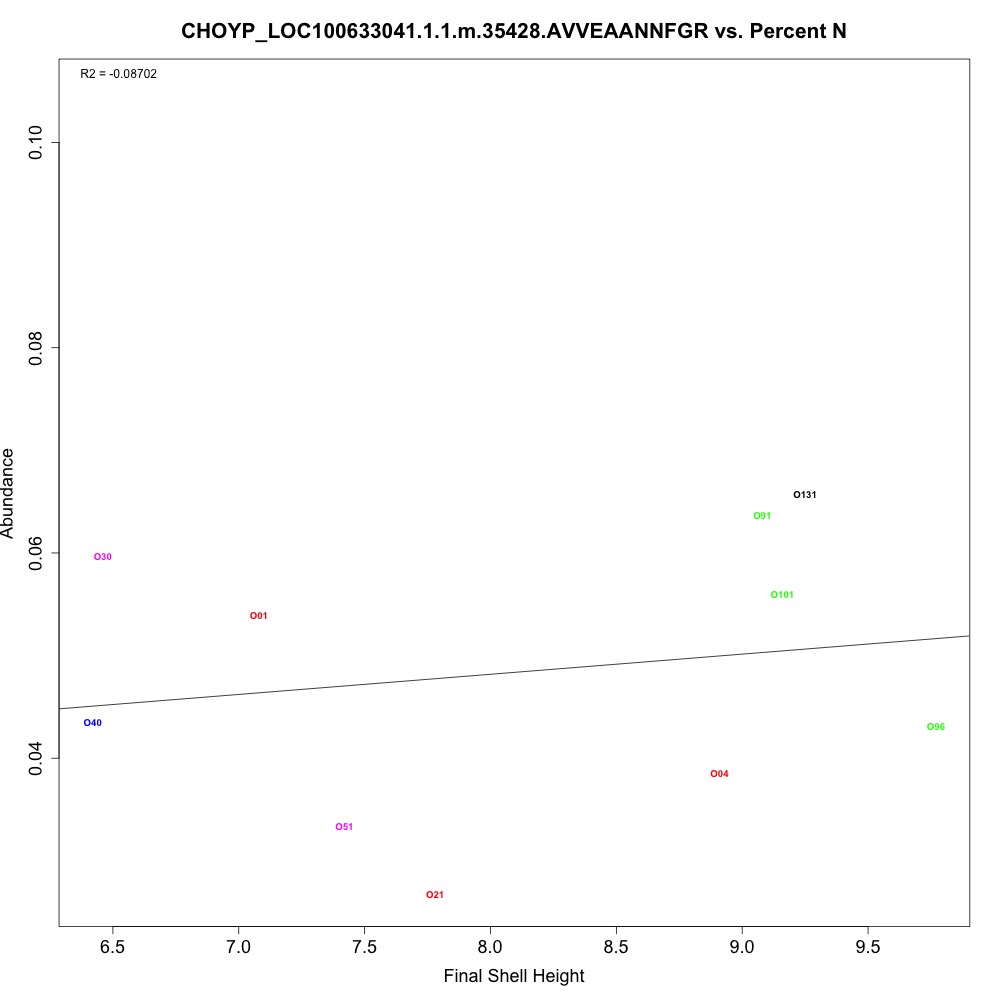 CHOYP_LOC100633041.1.1.m.35428.AVVEAANNFGR vs. Percent N
R2 = -0.08702
0.10
0.08
0.06
0.04
Abundance
O131
O91
O30
O101
O01
O40
O96
O04
O51
O21
6.5 7.0 7.5 8.0 8.5 9.0 9.5
Final Shell Height